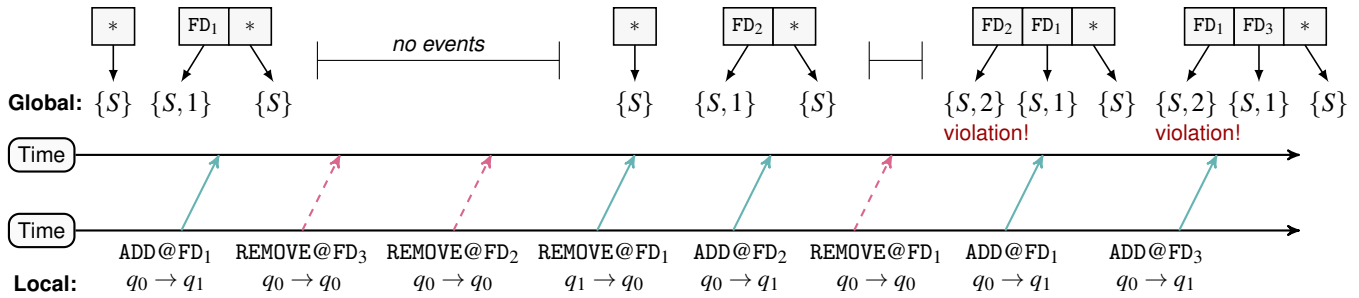 * FD₁ * no events * FD₂ * FD₂ FD₁ * FD₁ FD₃ *
Global: {S} {S, 1} {S} {S} {S, 1} {S} {S, 2} {S, 1} {S} {S, 2} {S, 1} {S}
violation! violation!
Time
Time
ADD@FD₁ REMOVE@FD₃ REMOVE@FD₂ REMOVE@FD₁ ADD@FD₂ REMOVE@FD₁ ADD@FD₁ ADD@FD₃
Local: q₀ → q₁ q₀ → q₀ q₀ → q₀ q₁ → q₀ q₀ → q₁ q₀ → q₀ q₀ → q₁ q₀ → q₁